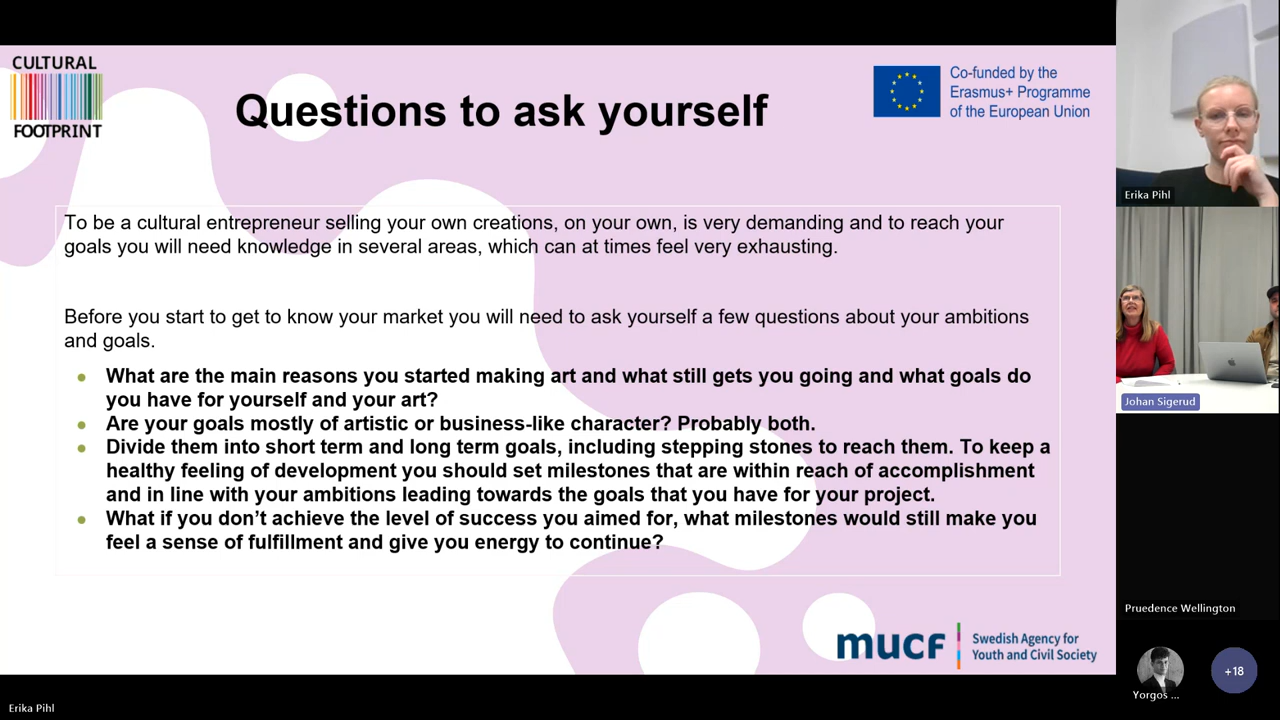 CULTURAL
FOOTPRINT
Questions to ask yourself
Co-funded by the
Erasmus+ Programme
of the European Union
To be a cultural entrepreneur selling your own creations, on your own, is very demanding and to reach your
goals you will need knowledge in several areas, which can at times feel very exhausting.
Before you start to get to know your market you will need to ask yourself a few questions about your ambitions
and goals.
● What are the main reasons you started making art and what still gets you going and what goals do
you have for yourself and your art?
● Are your goals mostly of artistic or business-like character? Probably both.
● Divide them into short term and long term goals, including stepping stones to reach them. To keep a
healthy feeling of development you should set milestones that are within reach of accomplishment
and in line with your ambitions leading towards the goals that you have for your project.
● What if you don’t achieve the level of success you aimed for, what milestones would still make you
feel a sense of fulfillment and give you energy to continue?
mucf
Swedish Agency for
Youth and Civil Society
Erika Pihl
Johan Sigerud
Pruedence Wellington
Yorgos ...
+18
Erika Pihl